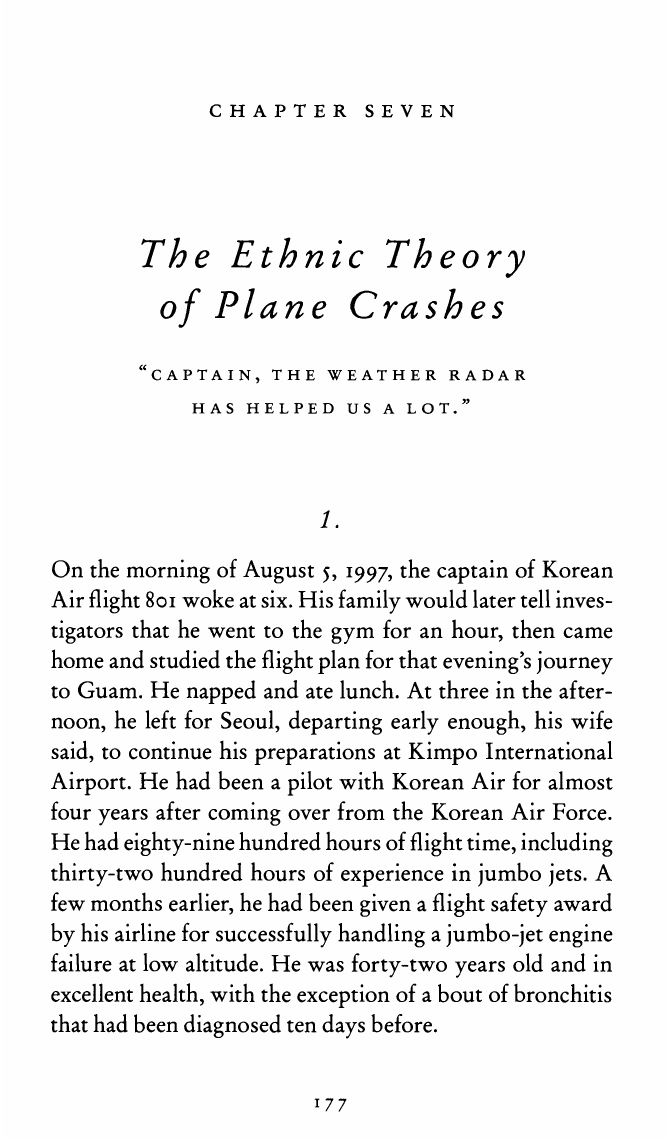 CHAPTER SEVEN
The Ethnic Theory
of Plane Crashes
“CAPTAIN, THE WEATHER RADAR
HAS HELPED US A LOT.”
1.
On the morning of August 5, 1997, the captain of Korean
Air flight 801 woke at six. His family would later tell inves-
tigators that he went to the gym for an hour, then came
home and studied the flight plan for that evening’s journey
to Guam. He napped and ate lunch. At three in the after-
noon, he left for Seoul, departing early enough, his wife
said, to continue his preparations at Kimpo International
Airport. He had been a pilot with Korean Air for almost
four years after coming over from the Korean Air Force.
He had eighty-nine hundred hours of flight time, including
thirty-two hundred hours of experience in jumbo jets. A
few months earlier, he had been given a flight safety award
by his airline for successfully handling a jumbo-jet engine
failure at low altitude. He was forty-two years old and in
excellent health, with the exception of a bout of bronchitis
that had been diagnosed ten days before.
177